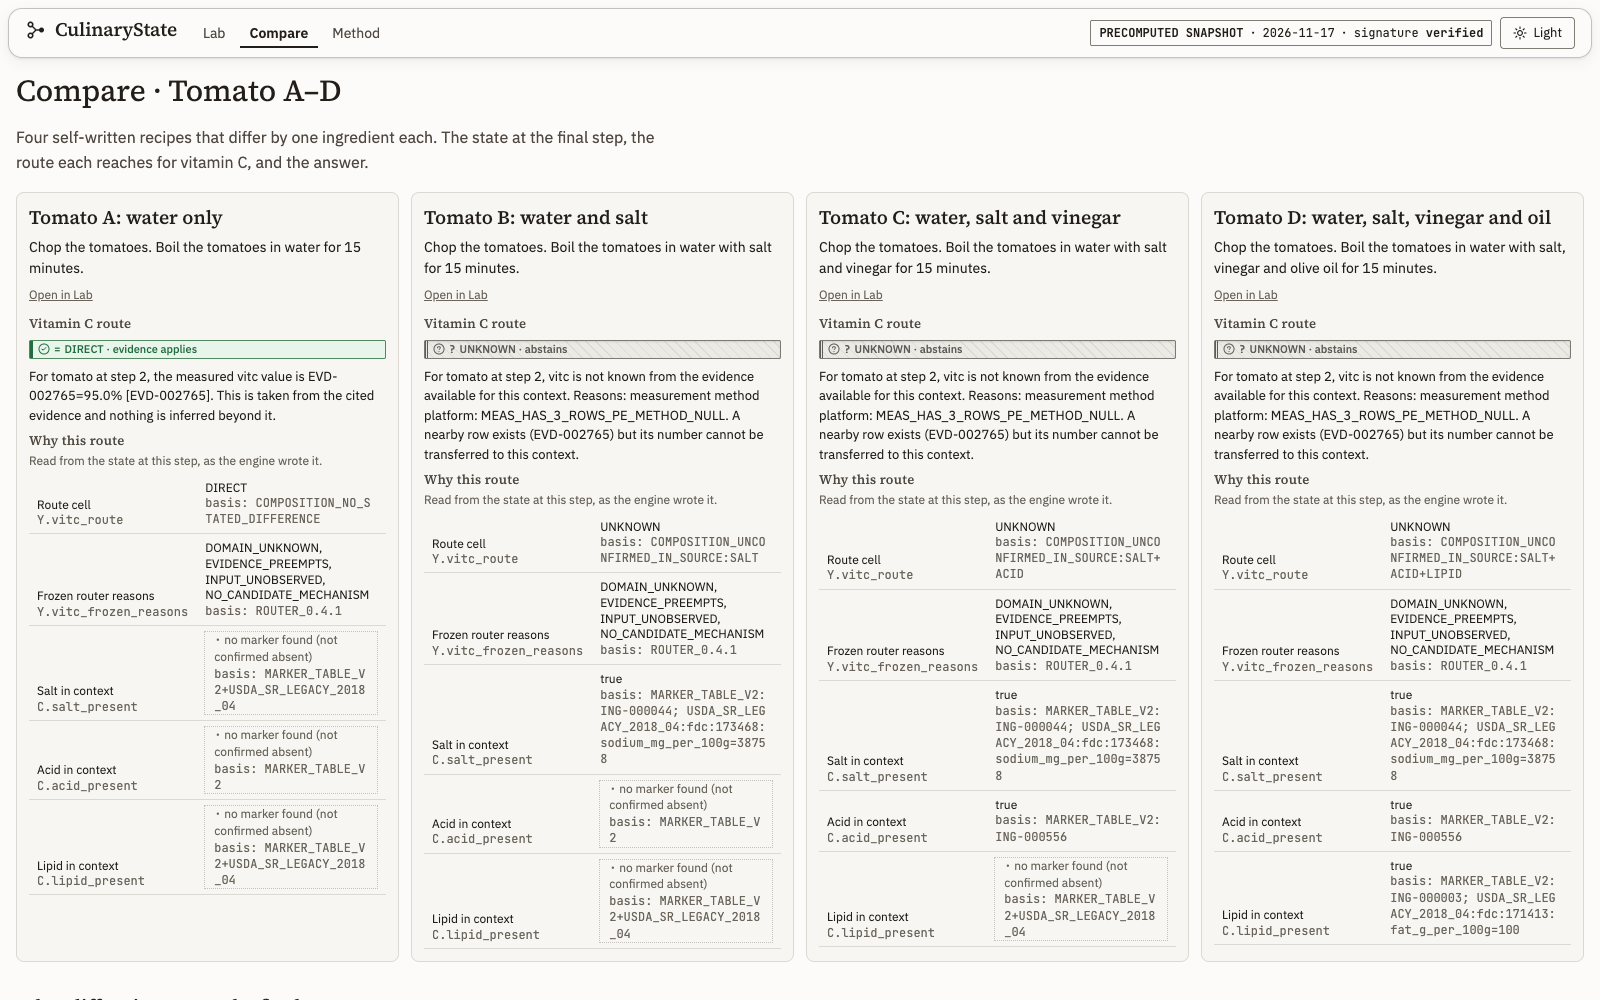 CulinaryState
Lab
Compare
Method
PRECOMPUTED SNAPSHOT · 2026-11-17 · signature verified
Light
Compare · Tomato A–D
Four self-written recipes that differ by one ingredient each. The state at the final step, the
route each reaches for vitamin C, and the answer.
Tomato A: water only
Chop the tomatoes. Boil the tomatoes in water for 15
minutes.
Open in Lab
Vitamin C route
= DIRECT · evidence applies
For tomato at step 2, the measured vitc value is EVD-
002765=95.0% [EVD-002765]. This is taken from the cited
evidence and nothing is inferred beyond it.
Why this route
Read from the state at this step, as the engine wrote it.
Route cell
Y.vitc_route
DIRECT
basis: COMPOSITION_NO_S
TATED_DIFFERENCE
Frozen router reasons
Y.vitc_frozen_reasons
DOMAIN_UNKNOWN,
EVIDENCE_PREEMPTS,
INPUT_UNOBSERVED,
NO_CANDIDATE_MECHANISM
basis: ROUTER_0.4.1
Salt in context
C.salt_present
· no marker found (not
confirmed absent)
basis: MARKER_TABLE_V
2+USDA_SR_LEGACY_2018
_04
Acid in context
C.acid_present
· no marker found (not
confirmed absent)
basis: MARKER_TABLE_V
2
Lipid in context
C.lipid_present
· no marker found (not
confirmed absent)
basis: MARKER_TABLE_V
2+USDA_SR_LEGACY_2018
_04
Tomato B: water and salt
Chop the tomatoes. Boil the tomatoes in water with salt
for 15 minutes.
Open in Lab
Vitamin C route
? UNKNOWN · abstains
For tomato at step 2, vitc is not known from the evidence
available for this context. Reasons: measurement method
platform: MEAS_HAS_3_ROWS_PE_METHOD_NULL. A
nearby row exists (EVD-002765) but its number cannot be
transferred to this context.
Why this route
Read from the state at this step, as the engine wrote it.
Route cell
Y.vitc_route
UNKNOWN
basis: COMPOSITION_UNCO
NFIRMED_IN_SOURCE:SALT
Frozen router reasons
Y.vitc_frozen_reasons
DOMAIN_UNKNOWN,
EVIDENCE_PREEMPTS,
INPUT_UNOBSERVED,
NO_CANDIDATE_MECHANISM
basis: ROUTER_0.4.1
Salt in context
C.salt_present
true
basis: MARKER_TABLE_V2:
ING-000044; USDA_SR_LEG
ACY_2018_04:fdc:173468:
sodium_mg_per_100g=3875
8
Acid in context
C.acid_present
· no marker found (not
confirmed absent)
basis: MARKER_TABLE_V
2
Lipid in context
C.lipid_present
· no marker found (not
confirmed absent)
basis: MARKER_TABLE_V
2+USDA_SR_LEGACY_2018
_04
Tomato C: water, salt and vinegar
Chop the tomatoes. Boil the tomatoes in water with salt
and vinegar for 15 minutes.
Open in Lab
Vitamin C route
? UNKNOWN · abstains
For tomato at step 2, vitc is not known from the evidence
available for this context. Reasons: measurement method
platform: MEAS_HAS_3_ROWS_PE_METHOD_NULL. A
nearby row exists (EVD-002765) but its number cannot be
transferred to this context.
Why this route
Read from the state at this step, as the engine wrote it.
Route cell
Y.vitc_route
UNKNOWN
basis: COMPOSITION_UNCO
NFIRMED_IN_SOURCE:SALT+
ACID
Frozen router reasons
Y.vitc_frozen_reasons
DOMAIN_UNKNOWN,
EVIDENCE_PREEMPTS,
INPUT_UNOBSERVED,
NO_CANDIDATE_MECHANISM
basis: ROUTER_0.4.1
Salt in context
C.salt_present
true
basis: MARKER_TABLE_V2:
ING-000044; USDA_SR_LEG
ACY_2018_04:fdc:173468:
sodium_mg_per_100g=3875
8
Acid in context
C.acid_present
true
basis: MARKER_TABLE_V2:
ING-000556
Lipid in context
C.lipid_present
· no marker found (not
confirmed absent)
basis: MARKER_TABLE_V
2+USDA_SR_LEGACY_2018
_04
Tomato D: water, salt, vinegar and oil
Chop the tomatoes. Boil the tomatoes in water with salt,
vinegar and olive oil for 15 minutes.
Open in Lab
Vitamin C route
? UNKNOWN · abstains
For tomato at step 2, vitc is not known from the evidence
available for this context. Reasons: measurement method
platform: MEAS_HAS_3_ROWS_PE_METHOD_NULL. A
nearby row exists (EVD-002765) but its number cannot be
transferred to this context.
Why this route
Read from the state at this step, as the engine wrote it.
Route cell
Y.vitc_route
UNKNOWN
basis: COMPOSITION_UNCO
NFIRMED_IN_SOURCE:SALT+
ACID+LIPID
Frozen router reasons
Y.vitc_frozen_reasons
DOMAIN_UNKNOWN,
EVIDENCE_PREEMPTS,
INPUT_UNOBSERVED,
NO_CANDIDATE_MECHANISM
basis: ROUTER_0.4.1
Salt in context
C.salt_present
true
basis: MARKER_TABLE_V2:
ING-000044; USDA_SR_LEG
ACY_2018_04:fdc:173468:
sodium_mg_per_100g=3875
8
Acid in context
C.acid_present
true
basis: MARKER_TABLE_V2:
ING-000556
Lipid in context
C.lipid_present
true
basis: MARKER_TABLE_V2:
ING-000003; USDA_SR_LEG
ACY_2018_04:fdc:171413:
fat_g_per_100g=100